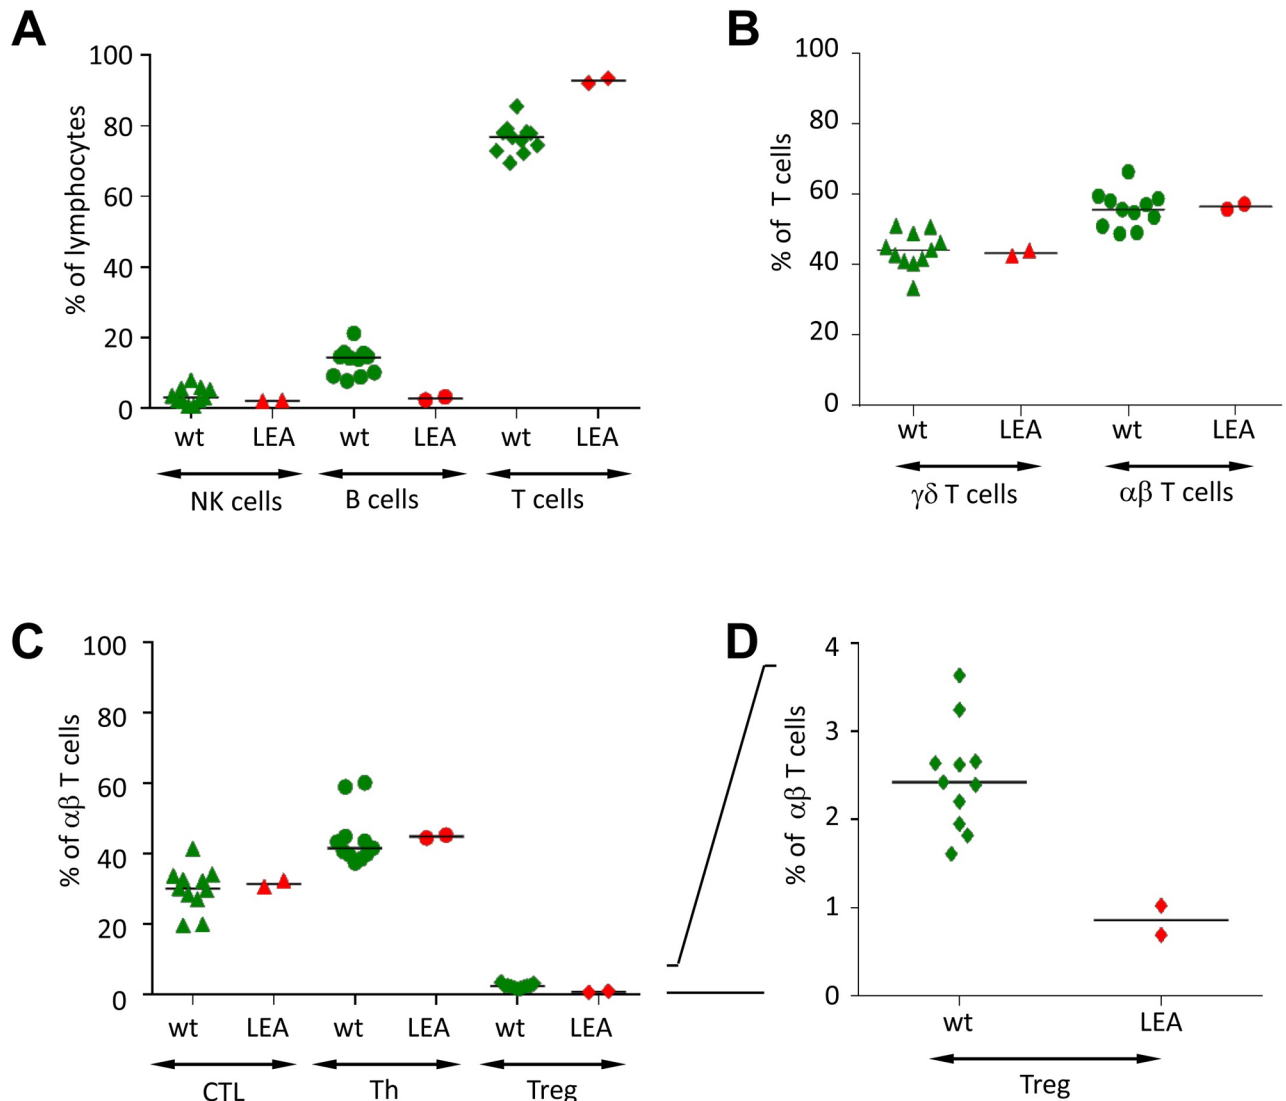 A
100
80
60
40
20
0
% of lymphocytes
wt LEA wt LEA wt LEA
NK cells B cells T cells
B
100
80
60
40
20
0
% of T cells
wt LEA wt LEA
γδ T cells αβ T cells
C
100
80
60
40
20
0
% of αβ T cells
wt LEA wt LEA wt LEA
CTL Th Treg
D
4
3
2
1
0
% of αβ T cells
wt LEA
Treg